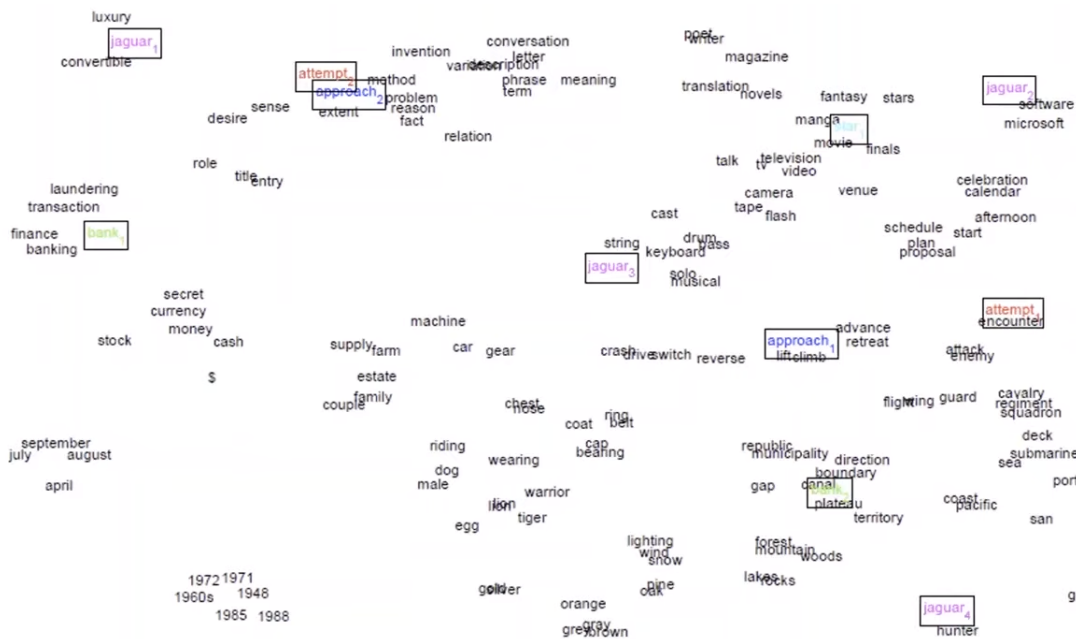 luxury
jaguar1
convertible
conversation
invention
letter
variation
description
attempt2
method
phrase
meaning
approach2
problem
term
extent
reason
sense
fact
desire
relation
role
title
entry
poet
writer
magazine
translation
novels
fantasy
stars
jaguar2
software
manga
star1
microsoft
movie
finals
talk
television
tv
video
celebration
camera
venue
calendar
tape
flash
afternoon
cast
schedule
start
drum
pass
plan
string
keyboard
proposal
jaguar3
solo
musical
laundering
transaction
finance
bank1
banking
secret
currency
money
stock
cash
$
machine
supply
farm
car
gear
estate
family
couple
crash
drive
switch
reverse
approach1
advance
retreat
lift
climb
attempt1
encounter
attack
enemy
flight
wing
guard
cavalry
regiment
squadron
chest
nose
ring
coat
belt
cap
bearing
riding
wearing
dog
male
warrior
lion
lion
tiger
egg
republic
municipality
direction
boundary
gap
canal
bank2
plateau
territory
deck
submarine
sea
port
coast
pacific
san
september
july
august
april
lighting
wind
snow
forest
mountain
woods
lakes
rocks
pine
oak
1972
1971
1960s
1948
1985
1988
gold
silver
orange
gray
grey
brown
jaguar4
hunter
g